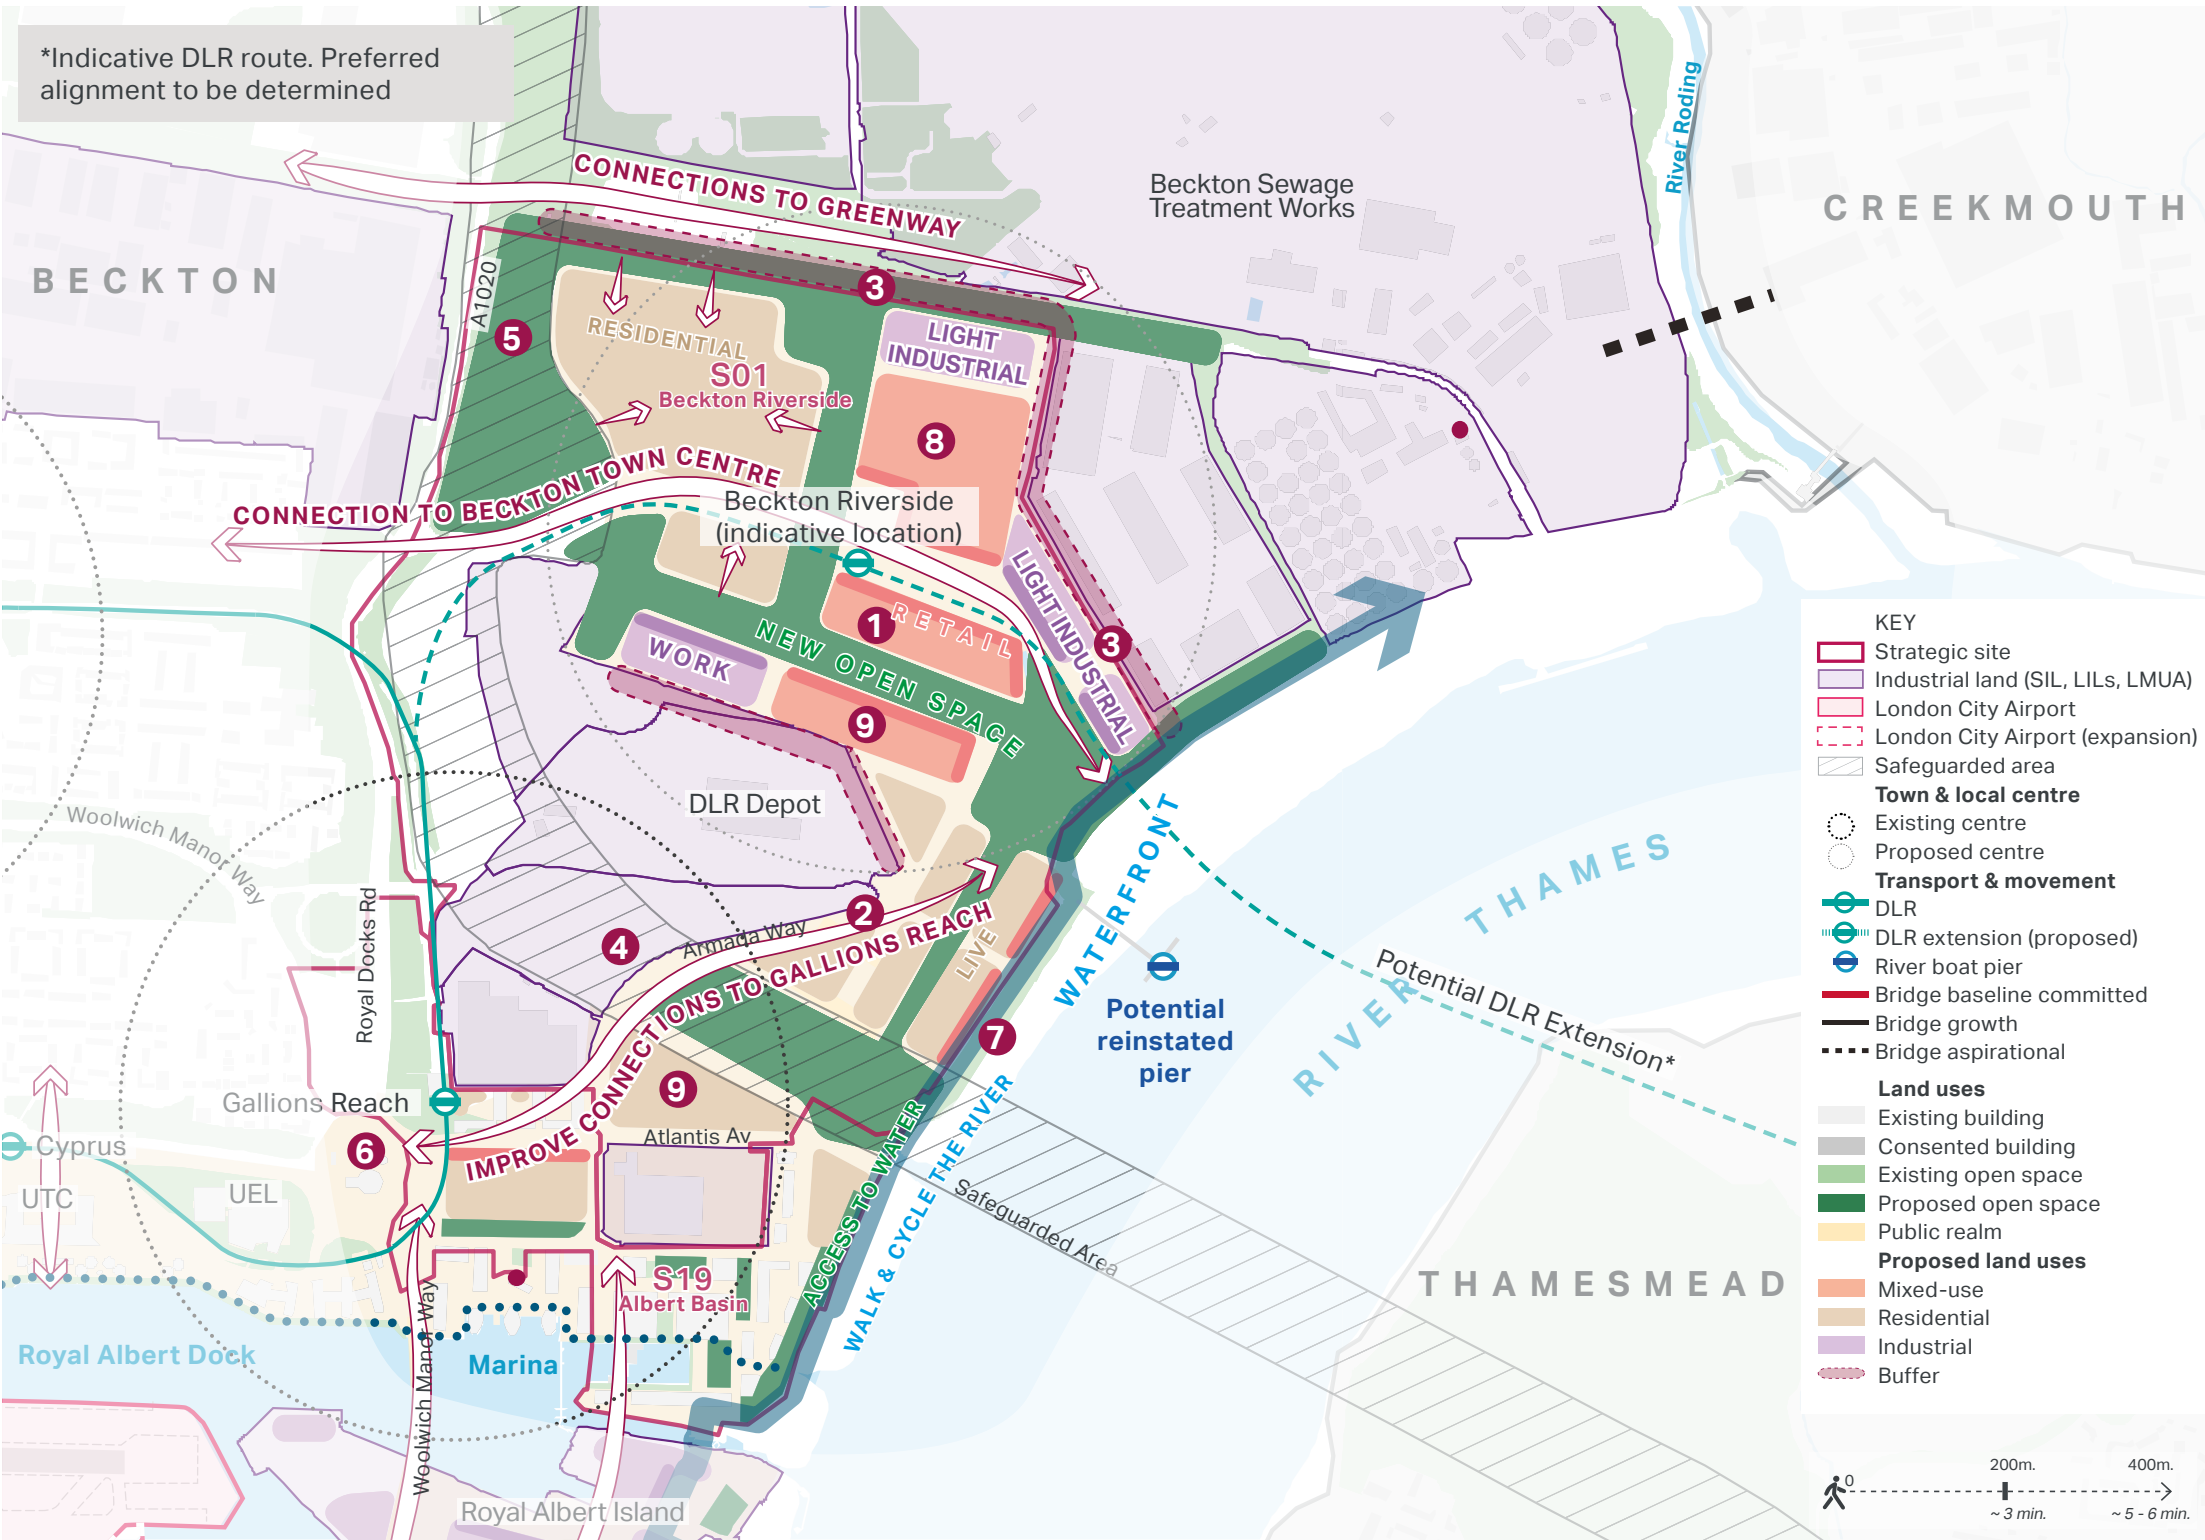 *Indicative DLR route. Preferred
alignment to be determined
BECKTON
A1020
CONNECTIONS TO GREENWAY
Beckton Sewage
Treatment Works
River Roding
CREEKMOUTH
5
3
RESIDENTIAL
S01
Beckton Riverside
LIGHT
INDUSTRIAL
8
CONNECTION TO BECKTON TOWN CENTRE
Beckton Riverside
(indicative location)
LIGHT INDUSTRIAL
3
1
RETAIL
NEW OPEN SPACE
WORK
9
DLR Depot
Woolwich Manor Way
Royal Docks Rd
2
4
Armada Way
IMPROVE CONNECTIONS TO GALLIONS REACH
LIVE
WATERFRONT
RIVER THAMES
Potential DLR Extension*
Potential
reinstated
pier
7
9
Gallions Reach
Cyprus
6
UTC
UEL
Atlantis Av
ACCESS TO WATER
WALK & CYCLE THE RIVER
Safeguarded Area
S19
Albert Basin
THAMESMEAD
Royal Albert Dock
Marina
Woolwich Manor Way
Royal Albert Island
KEY
Strategic site
Industrial land (SIL, LILs, LMUA)
London City Airport
London City Airport (expansion)
Safeguarded area
Town & local centre
Existing centre
Proposed centre
Transport & movement
DLR
DLR extension (proposed)
River boat pier
Bridge baseline committed
Bridge growth
Bridge aspirational
Land uses
Existing building
Consented building
Existing open space
Proposed open space
Public realm
Proposed land uses
Mixed-use
Residential
Industrial
Buffer
0
200m.
400m.
~ 3 min.
~ 5 - 6 min.